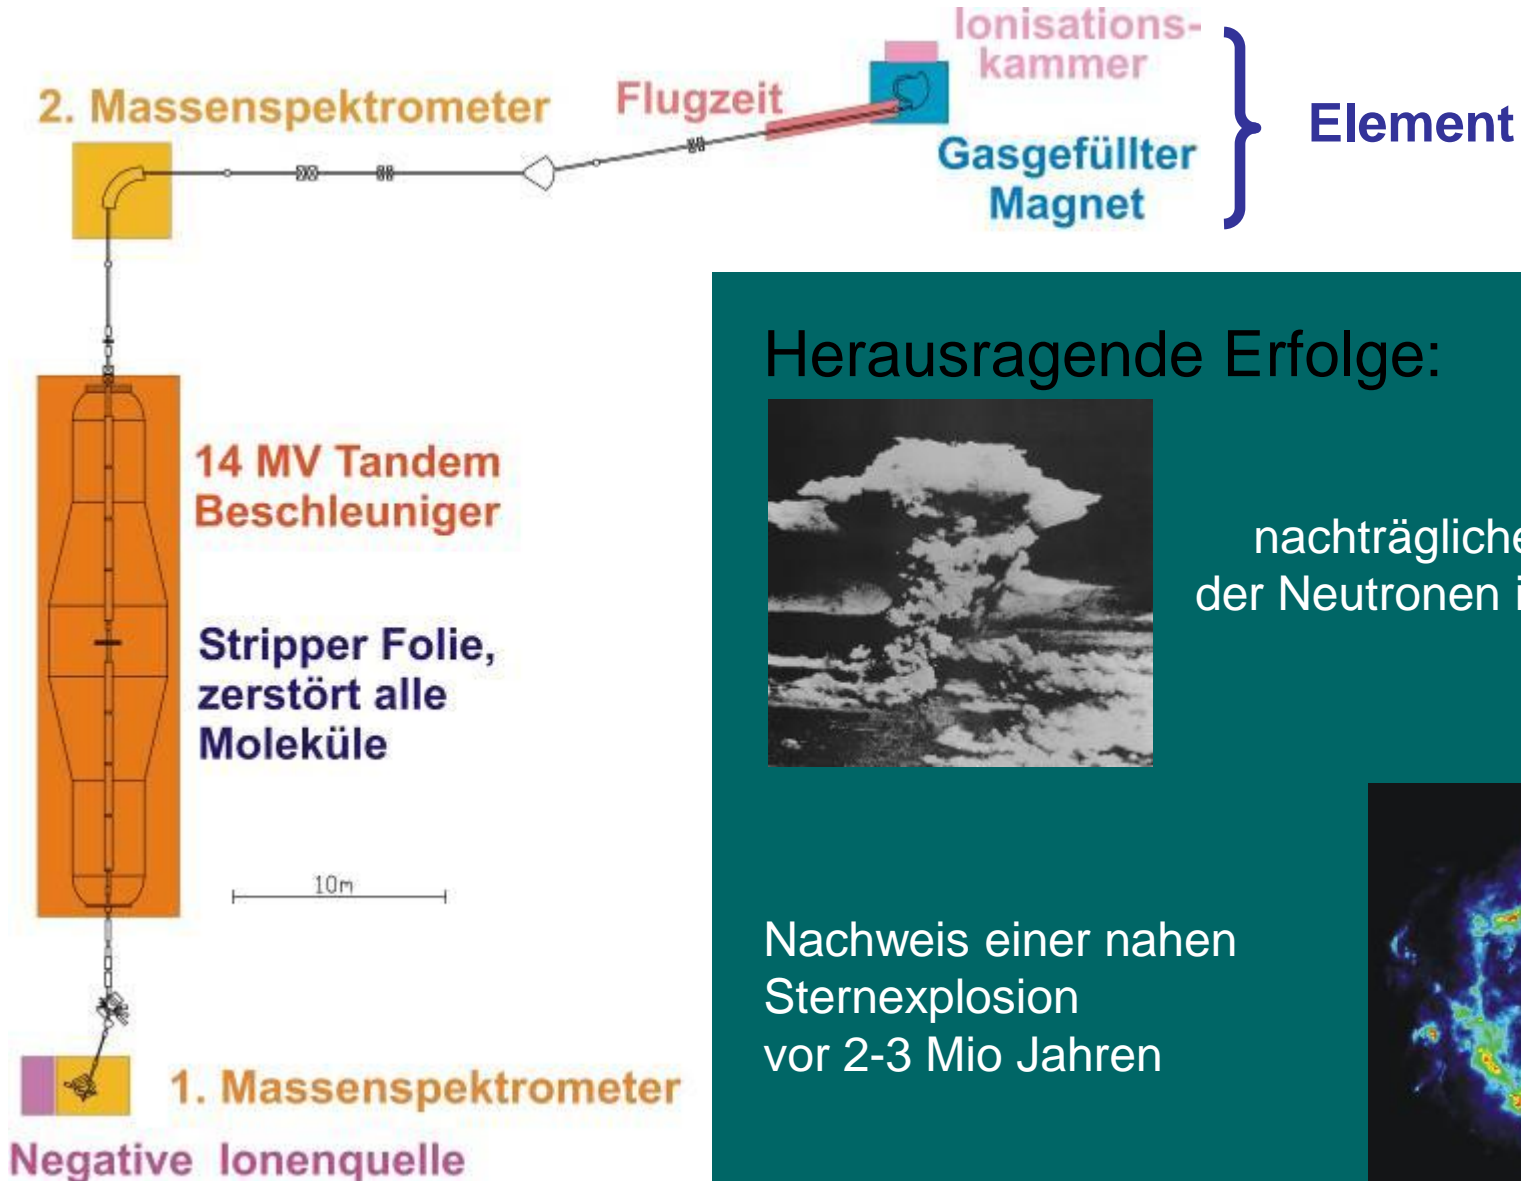 Ionisations-
kammer
2. Massenspektrometer
Flugzeit
Element
Gasgefüllter
Magnet
14 MV Tandem
Beschleuniger
Stripper Folie,
zerstört alle
Moleküle
10m
1. Massenspektrometer
Negative Ionenquelle
Herausragende Erfolge:
nachträgliche
der Neutronen
Nachweis einer nahen
Sternexplosion
vor 2-3 Mio Jahren